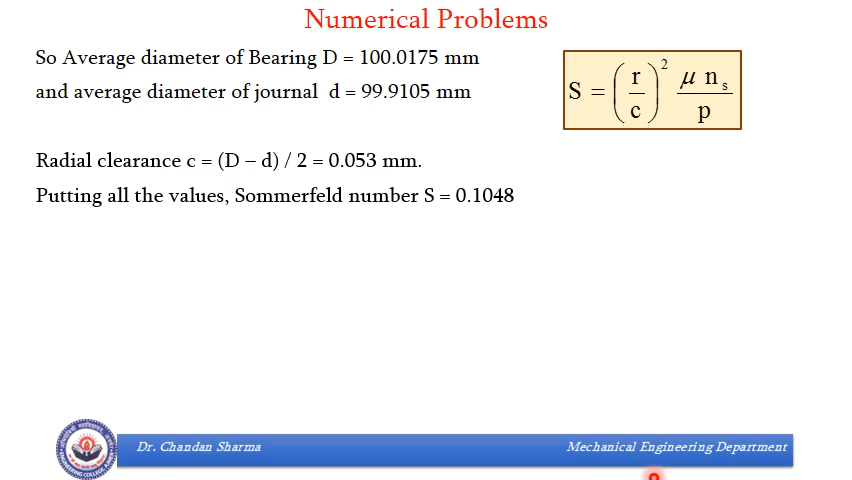 Numerical Problems
So Average diameter of Bearing D = 100.0175 mm
and average diameter of journal d = 99.9105 mm
S = (r/c)² μ n_s / p
Radial clearance c = (D – d) / 2 = 0.053 mm.
Putting all the values, Sommerfeld number S = 0.1048
Dr. Chandan Sharma
Mechanical Engineering Department